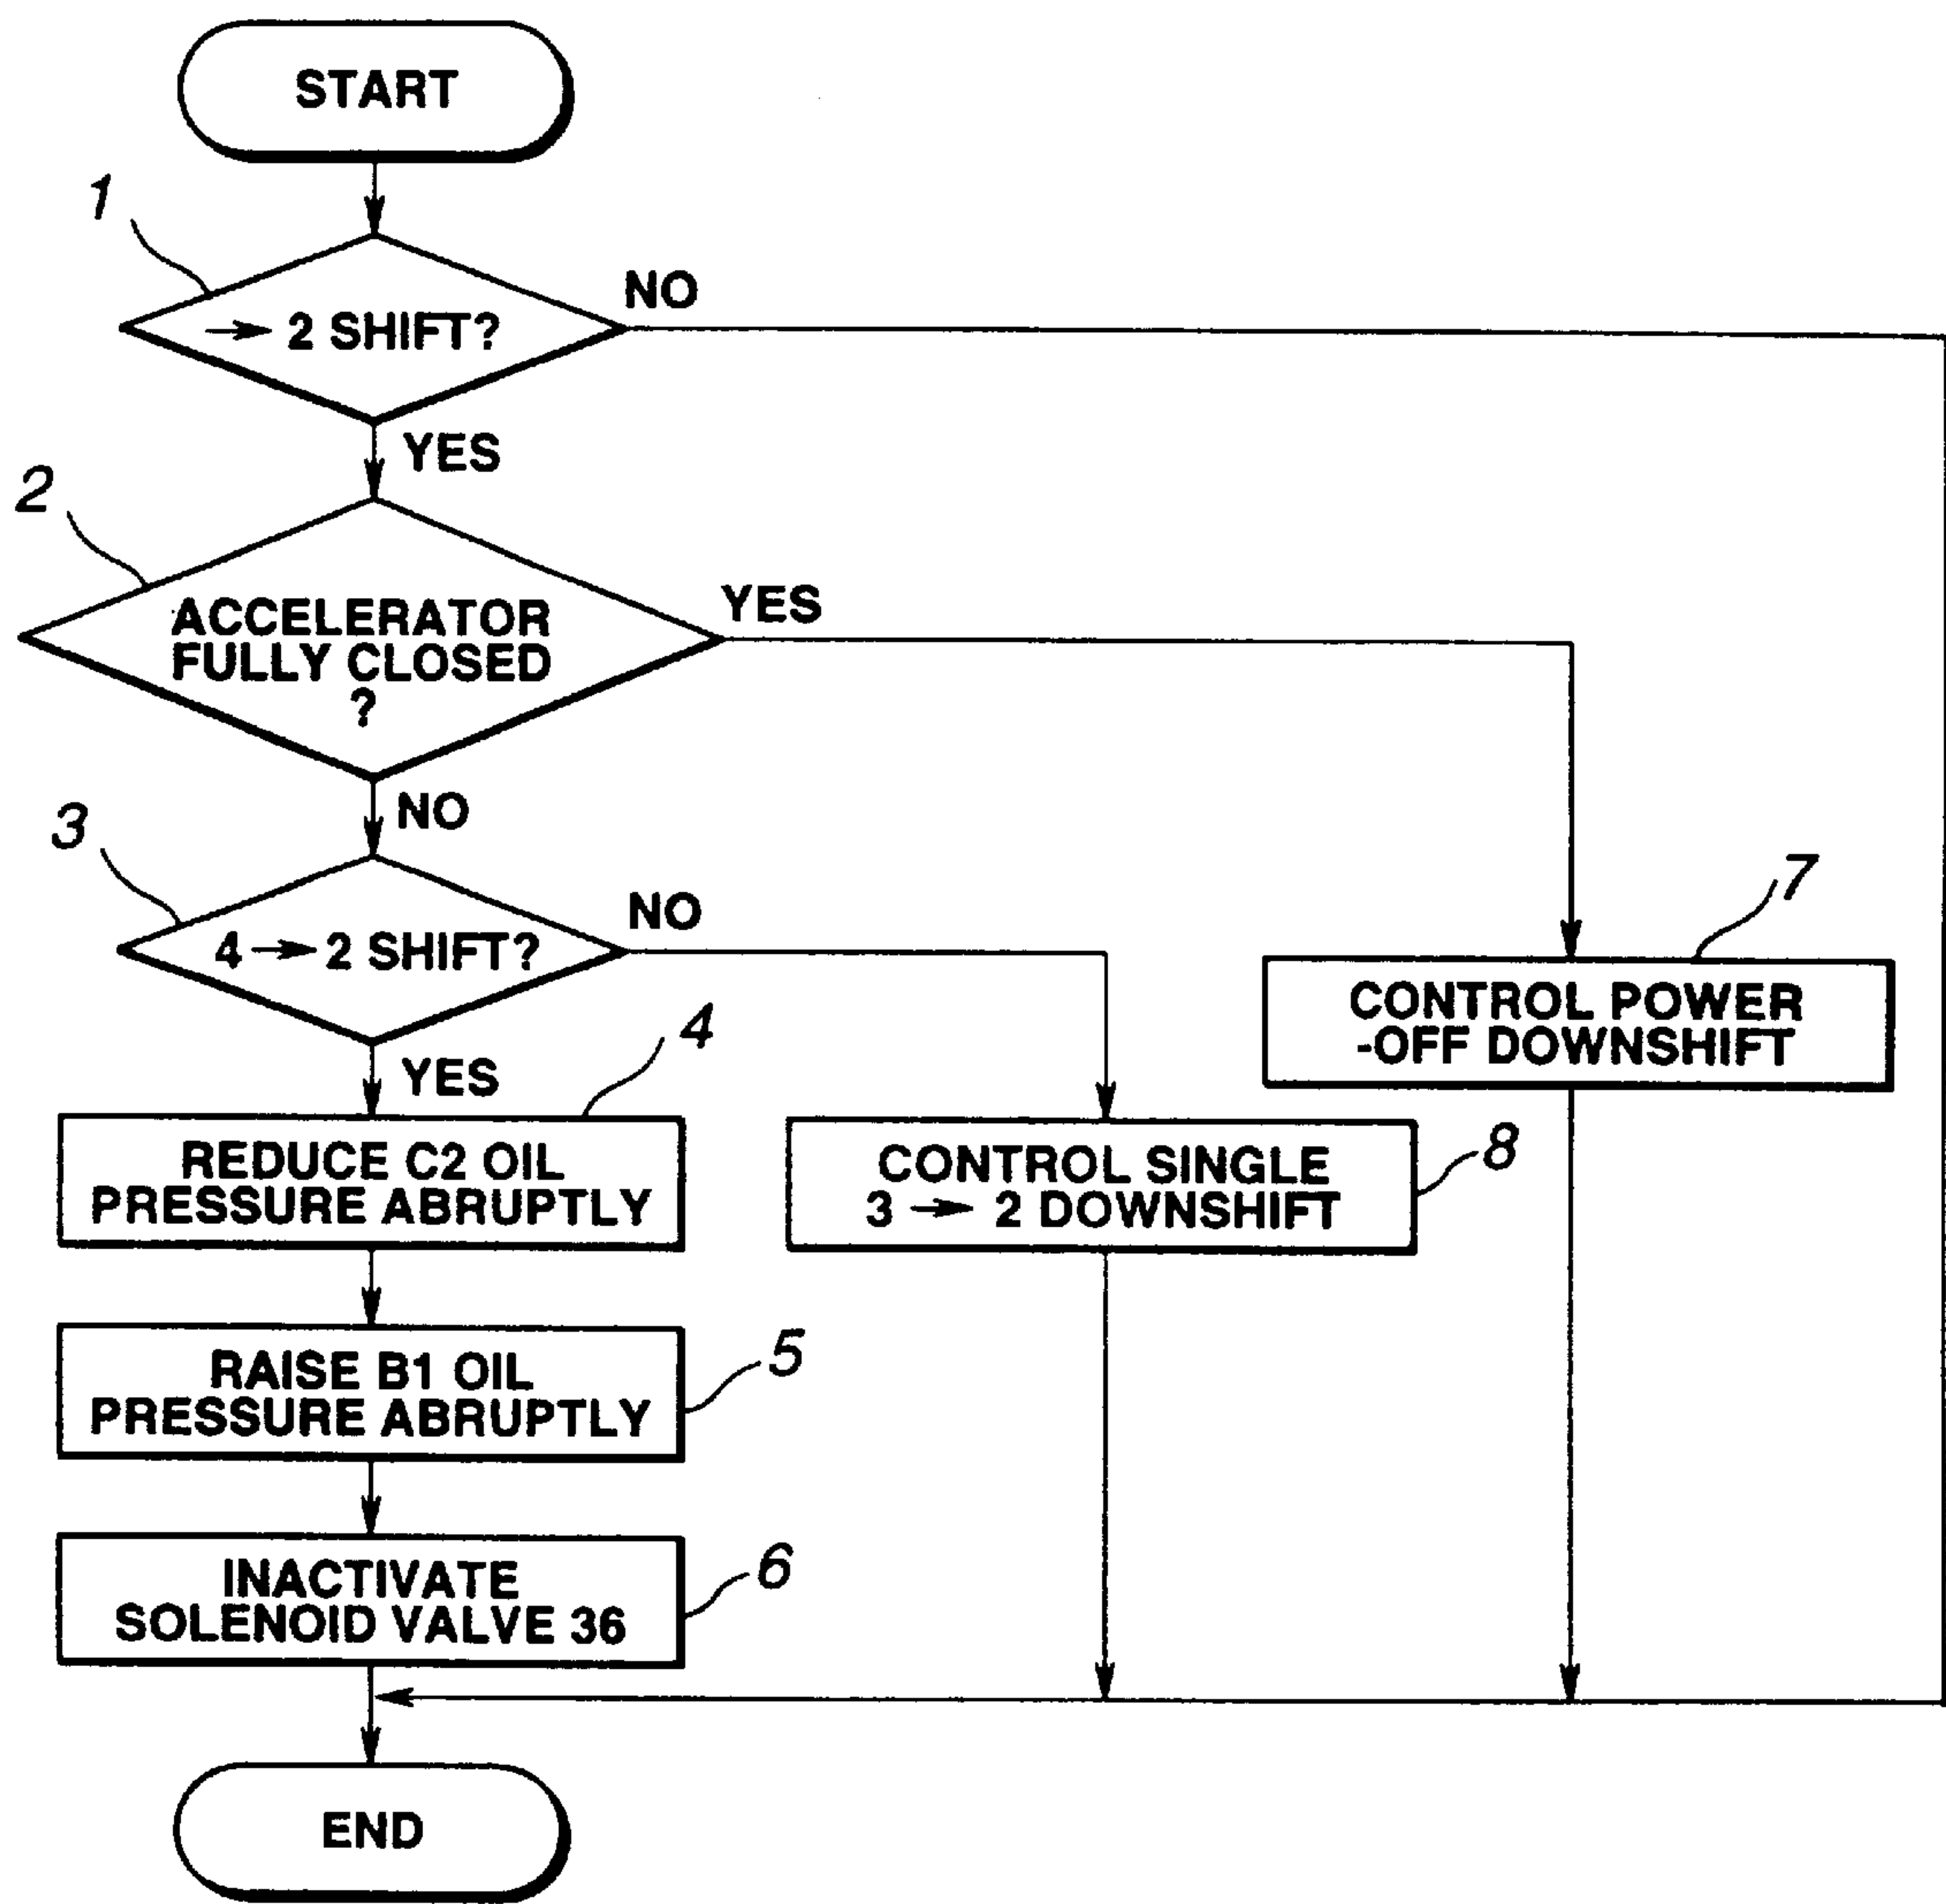 START
1
→ 2 SHIFT?
NO
YES
2
ACCELERATOR
FULLY CLOSED
?
YES
NO
3
4 → 2 SHIFT?
NO
YES
4
REDUCE C2 OIL
PRESSURE ABRUPTLY
7
CONTROL POWER
-OFF DOWNSHIFT
CONTROL SINGLE
3 → 2 DOWNSHIFT
8
RAISE B1 OIL
PRESSURE ABRUPTLY
5
INACTIVATE
SOLENOID VALVE 36
6
END